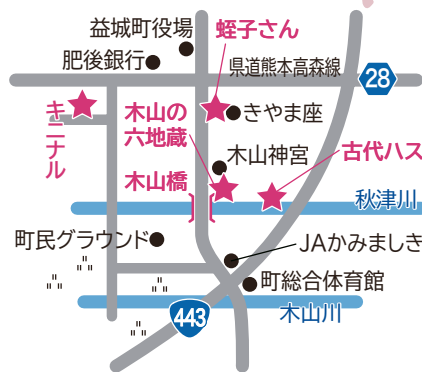 益城町役場
蛭子さん
肥後銀行
県道熊本高森線
28
キニナル
木山の
六地蔵
きやま座
木山神宮
古代ハス
木山橋
秋津川
町民グラウンド
JAかみましき
町総合体育館
443
木山川